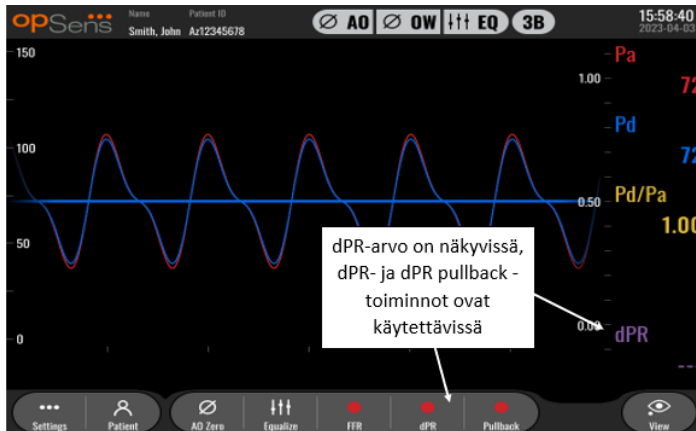 opSens
Name
Patient ID
Smith, John
Az12345678
AO
OW
EQ
3B
15:58:40
2023-04-03
150
100
50
0
1.00
0.50
0.00
Pa
72
Pd
72
Pd/Pa
1.00
dPR
---
dPR-arvo on näkyvissä,
dPR- ja dPR pullback -
toiminnot ovat
käytettävissä
Settings
Patient
AO Zero
Equalize
FFR
dPR
Pullback
View